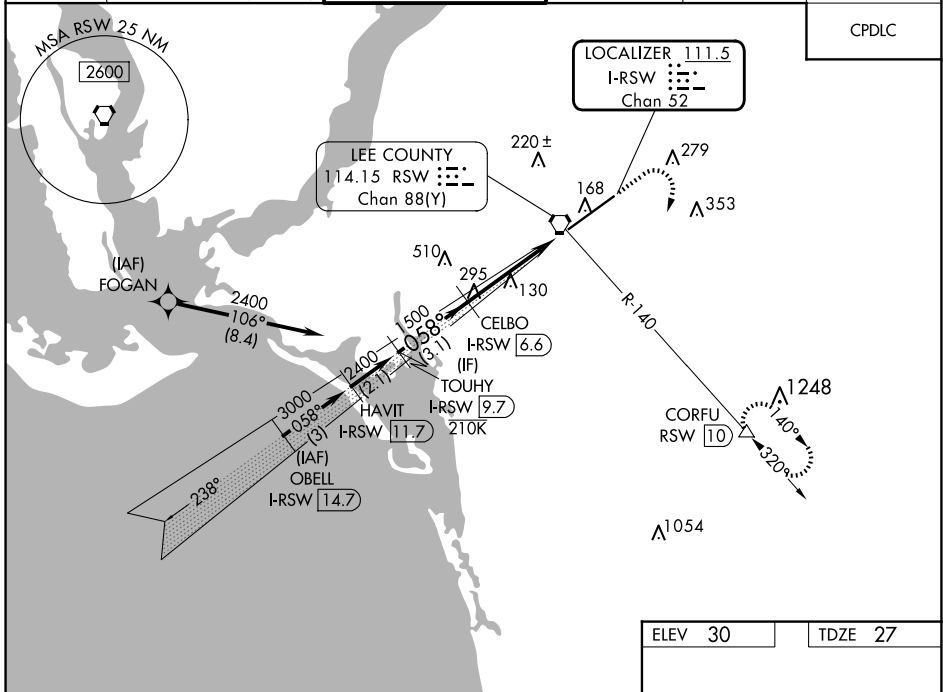 MSA RSW 25 NM
2600
CPDLC
LOCALIZER 111.5
I-RSW
Chan 52
LEE COUNTY
114.15 RSW
Chan 88(Y)
220 ±
279
168
353
510
295
130
(IAF)
FOGAN
2400
106°
(8.4)
1500
058°
(3.1)
CELBO
I-RSW 6.6
(IF)
TOUHY
I-RSW 9.7
210K
2400
(2.1)
HAVIT
I-RSW 11.7
3000
058°
(3)
(IAF)
OBELL
I-RSW 14.7
238°
R-140
CORFU
RSW 10
1248
140°
320°
1054
ELEV 30
TDZE 27